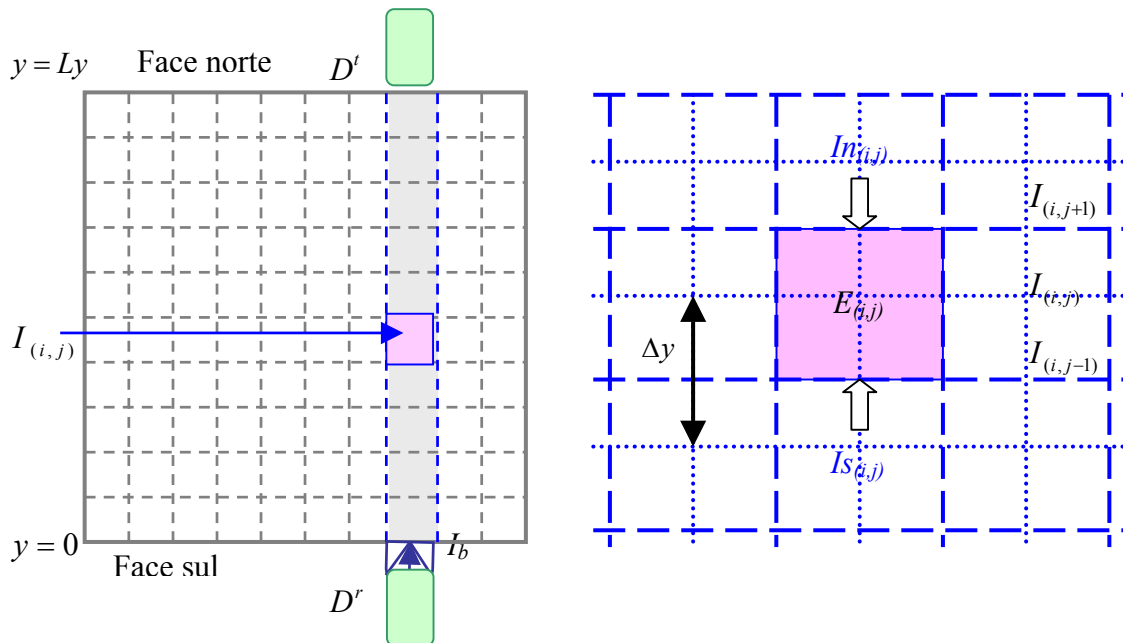 y = Ly
Face norte
D^t
I_(i, j)
y = 0
Face sul
I_b
D^r
In_(i,j)
I_(i, j+1)
E_(i,j)
I_(i, j)
Δy
I_(i, j−1)
Is_(i,j)